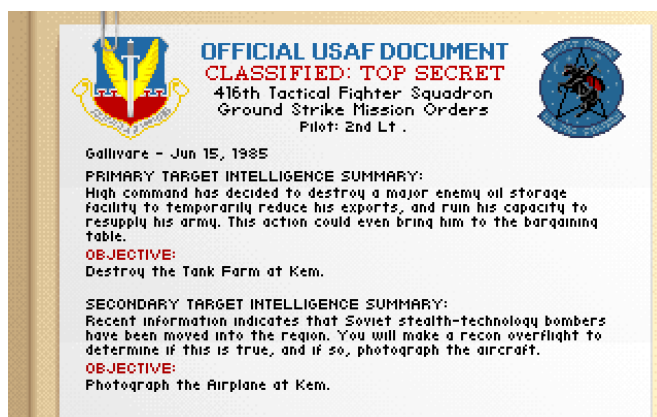 OFFICIAL USAF DOCUMENT
CLASSIFIED: TOP SECRET
416th Tactical Fighter Squadron
Ground Strike Mission Orders
Pilot: 2nd Lt .
Gallivare - Jun 15, 1985
PRIMARY TARGET INTELLIGENCE SUMMARY:
High command has decided to destroy a major enemy oil storage
facility to temporarily reduce his exports, and ruin his capacity to
resupply his army. This action could even bring him to the bargaining
table.
OBJECTIVE:
Destroy the Tank Farm at Kem.
SECONDARY TARGET INTELLIGENCE SUMMARY:
Recent information indicates that Soviet stealth-technology bombers
have been moved into the region. You will make a recon overflight to
determine if this is true, and if so, photograph the aircraft.
OBJECTIVE:
Photograph the Airplane at Kem.